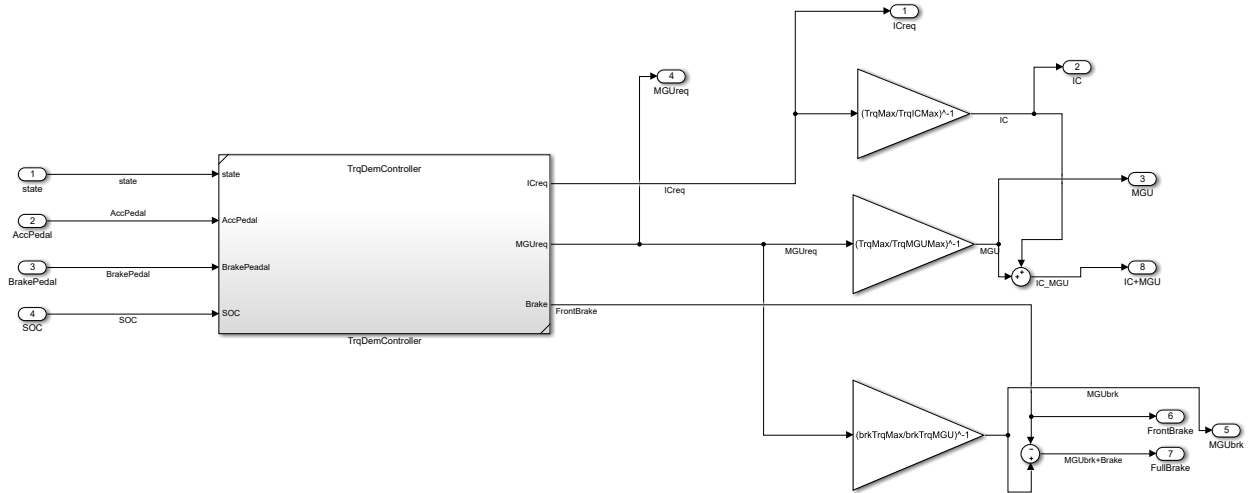 1
ICreq
2
IC
4
MGUreq
(TrqMax/TrqICMax)^-1
IC
TrqDemController
1
state
state
state
ICreq
ICreq
3
MGU
2
AccPedal
AccPedal
AccPedal
MGUreq
MGUreq
(TrqMax/TrqMGUMax)^-1
MGU
+
+
IC_MGU
8
IC+MGU
3
BrakePedal
BrakePedal
BrakePeadal
4
SOC
SOC
SOC
Brake
FrontBrake
TrqDemController
(brkTrqMax/brkTrqMGU)^-1
MGUbrk
6
FrontBrake
5
MGUbrk
−
+
MGUbrk+Brake
7
FullBrake